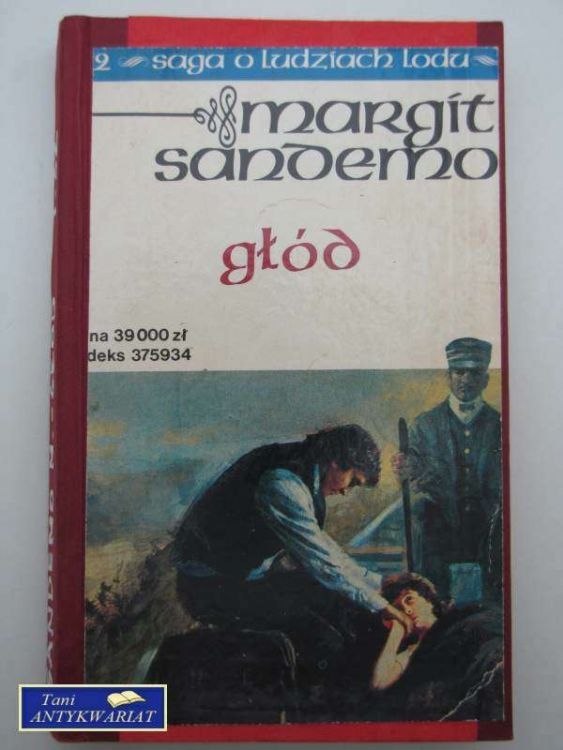 2 saga o ludziach lodu
margit
sandemo
głód
na 39 000 zł
deks 375934
Tani
ANTYKWARIAT